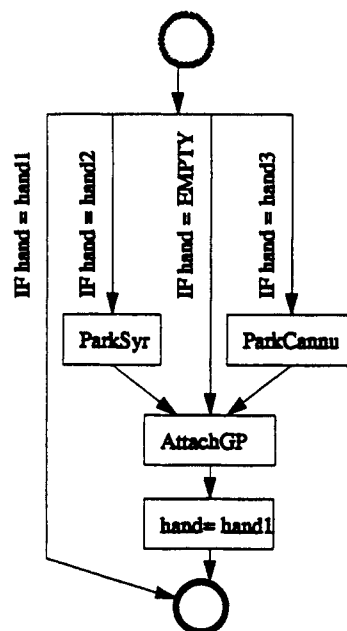 IF hand = hand1
IF hand = hand2
IF hand = EMPTY
IF hand = hand3
ParkSyr
ParkCannu
AttachGP
hand= hand1